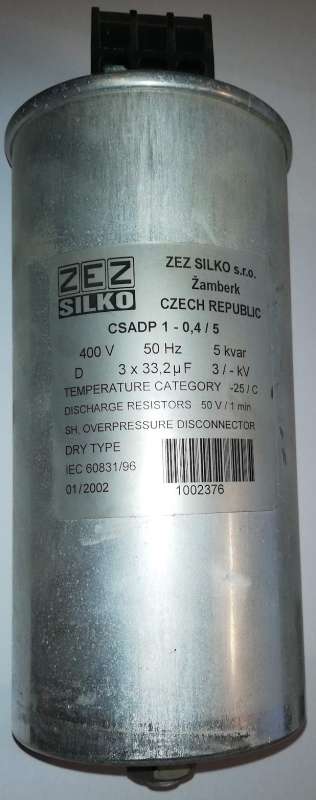 ZEZ
SILKO
ZEZ SILKO s.r.o.
Žamberk
CZECH REPUBLIC
CSADP 1 - 0,4 / 5
400 V 50 Hz 5 kvar
D 3 x 33,2 µF 3 / - kV
TEMPERATURE CATEGORY -25 / C
DISCHARGE RESISTORS 50 V / 1 min
SH. OVERPRESSURE DISCONNECTOR
DRY TYPE
IEC 60831/96
01/2002 1002376